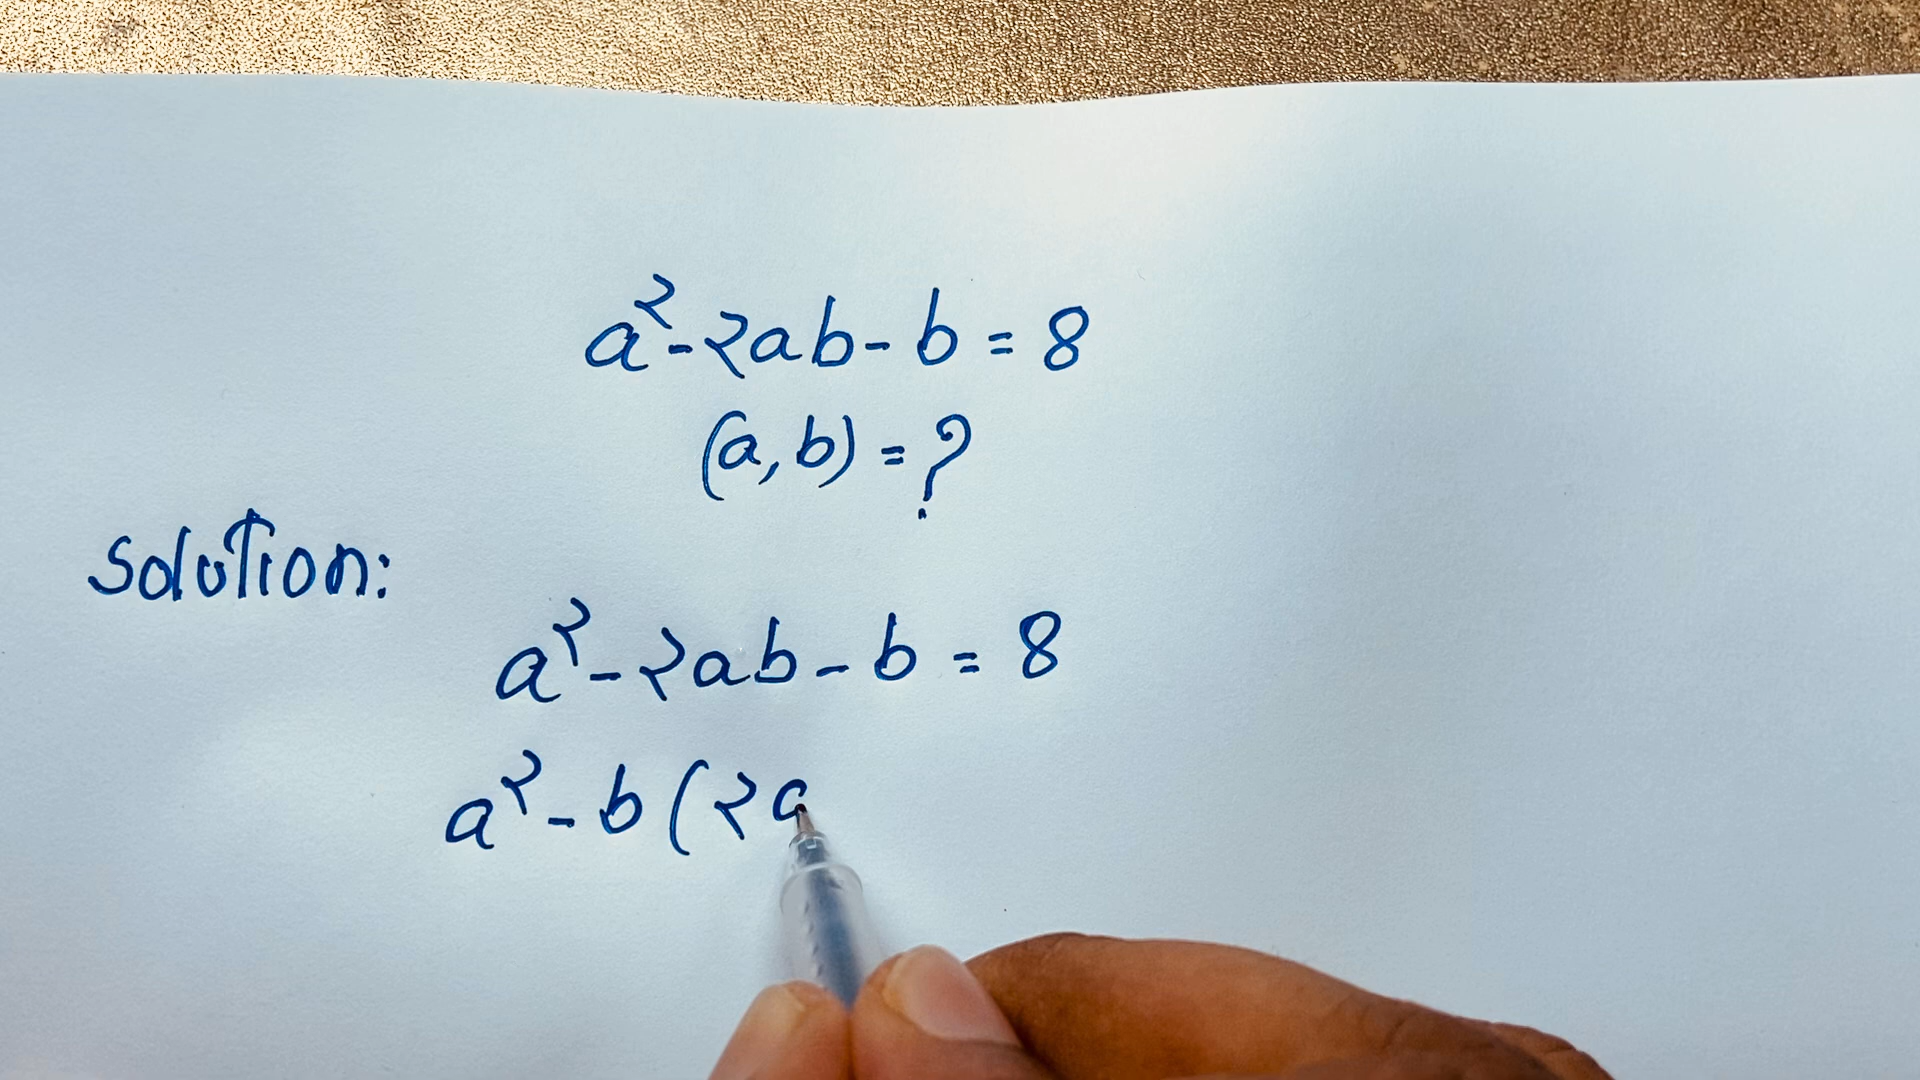 a² - 2ab - b = 8
(a, b) = ?
Solution:
a² - 2ab - b = 8
a² - b (2a